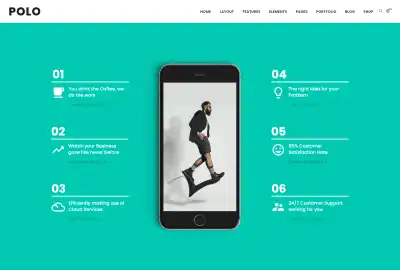 POLO
HOME LAYOUT FEATURES ELEMENTS PAGES PORTFOLIO BLOG SHOP
01
You drink the Coffee, we
do the work
02
Watch your Business
grow like never before
03
Efficiently making use of
Cloud Services
04
The right Idea for your
Problem
05
95% Customer
Satisfaction Rate
06
24/7 Customer Support
waiting for you